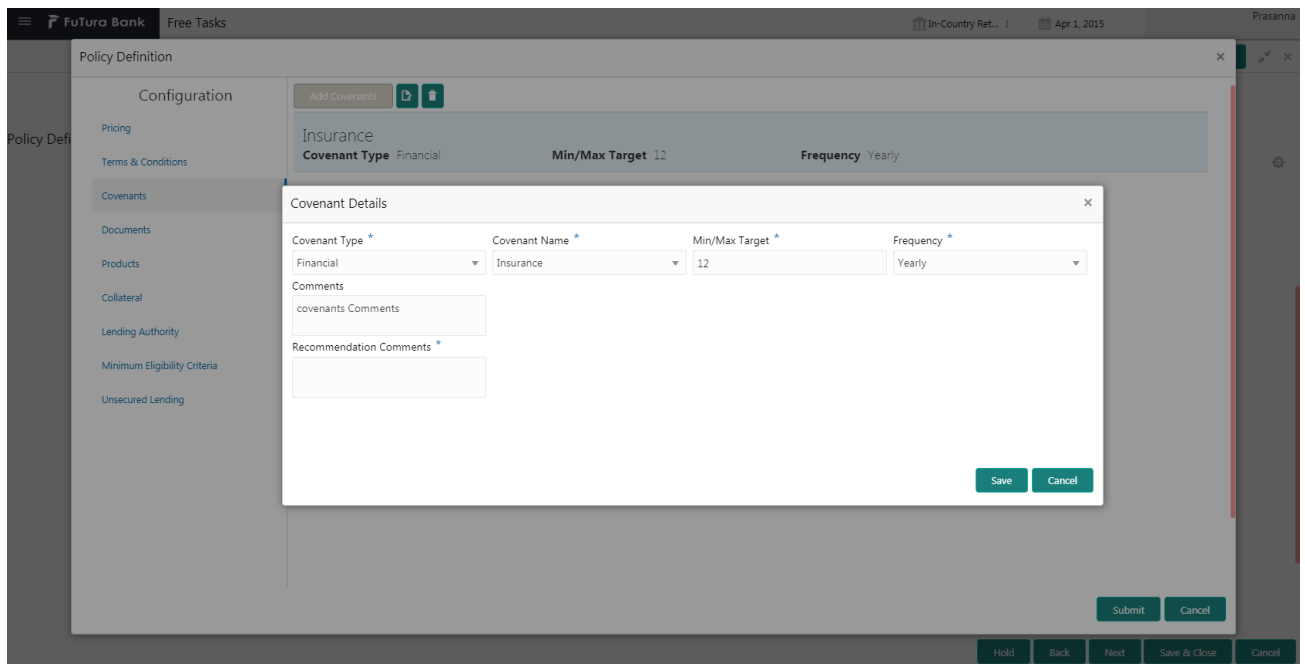 FuTura Bank Free Tasks In-Country Ret... ( Apr 1, 2015 Prasanna
Policy Definition
Configuration
Add Covenants
Policy Defi
Pricing
Terms & Conditions
Covenants
Documents
Products
Collateral
Lending Authority
Minimum Eligibility Criteria
Unsecured Lending
Insurance
Covenant Type Financial Min/Max Target 12 Frequency Yearly
Covenant Details
Covenant Type * Covenant Name * Min/Max Target * Frequency *
Financial Insurance 12 Yearly
Comments
covenants Comments
Recommendation Comments *
Save Cancel
Submit Cancel
Hold Back Next Save & Close Cancel